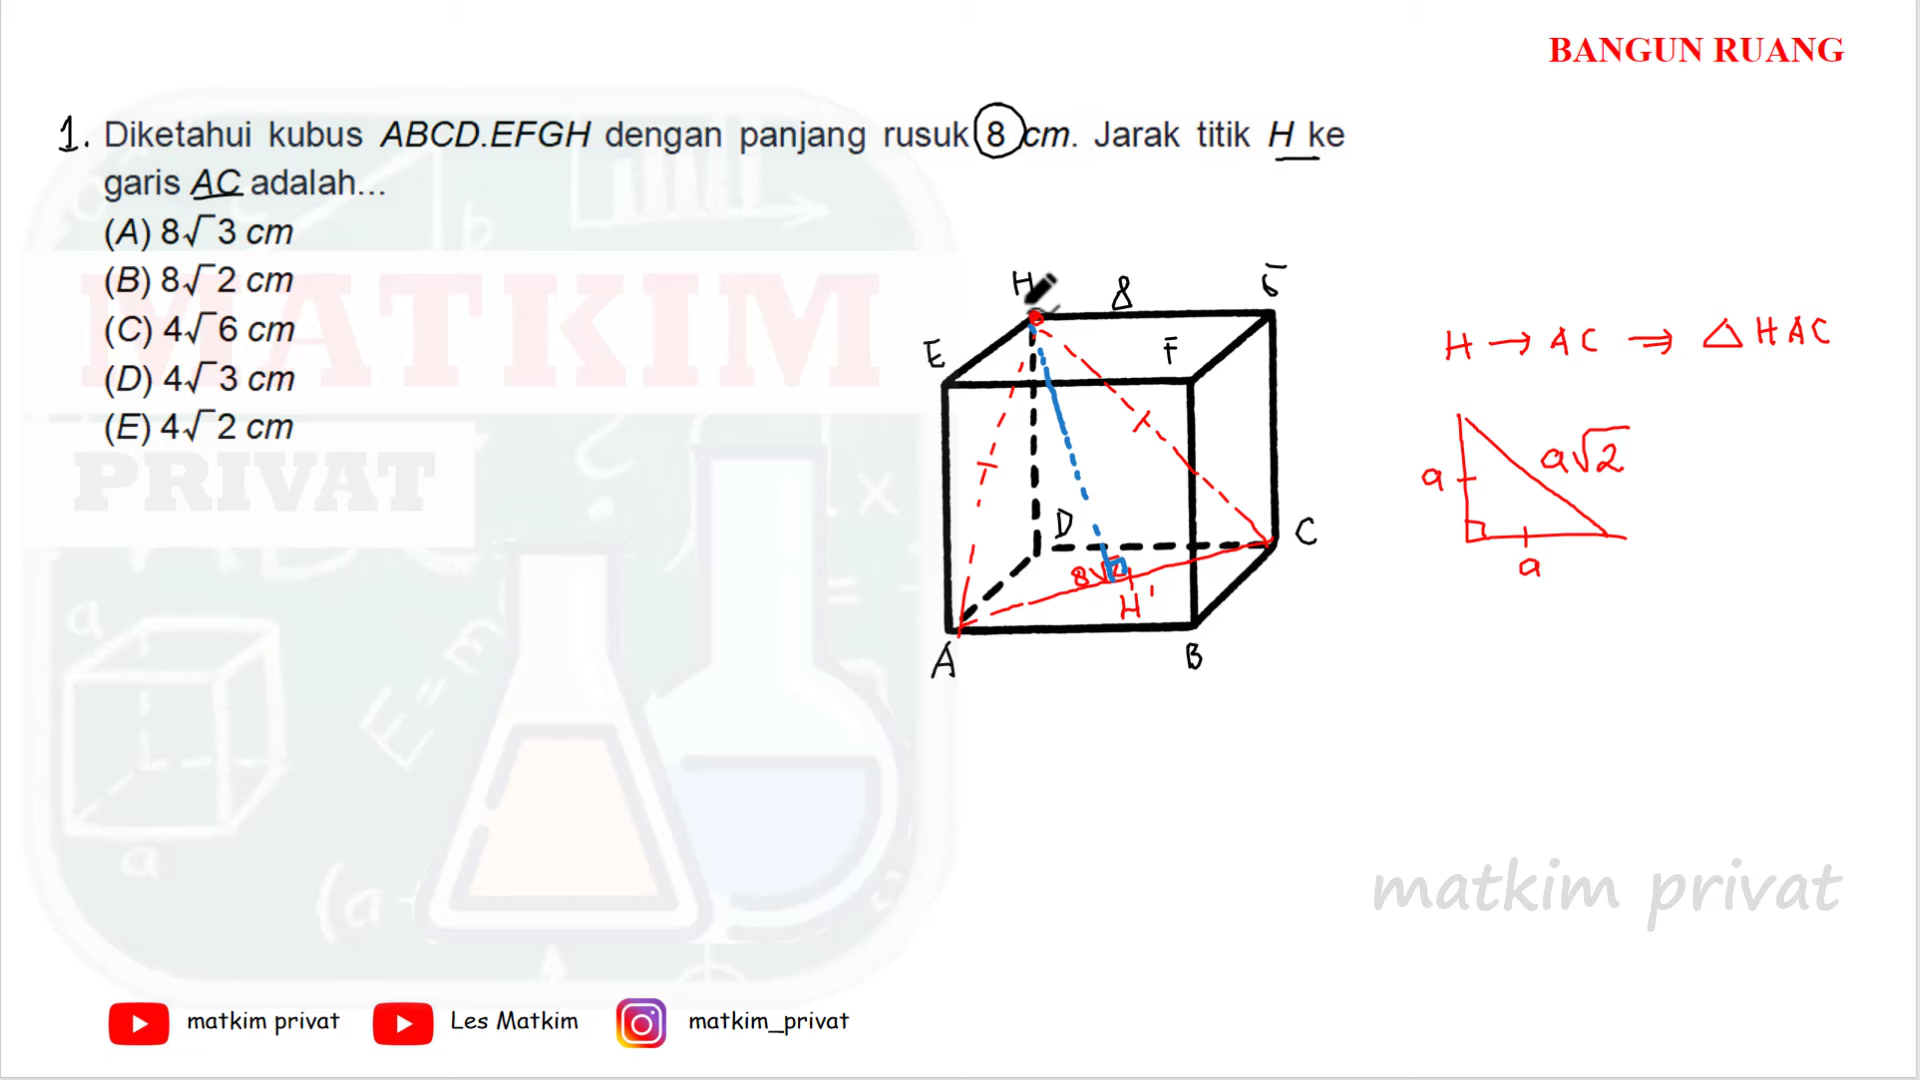 BANGUN RUANG
1. Diketahui kubus ABCD.EFGH dengan panjang rusuk 8 cm. Jarak titik H ke
garis AC adalah...
(A) 8√3 cm
(B) 8√2 cm
(C) 4√6 cm
(D) 4√3 cm
(E) 4√2 cm
MATKIM
PRIVAT
H 8 G
E F
D C
8√2
H'
A B
H → AC ⇒ △ HAC
a a√2
a
b
x
=
a
E=m
a
(a+
matkim privat
matkim privat Les Matkim matkim_privat